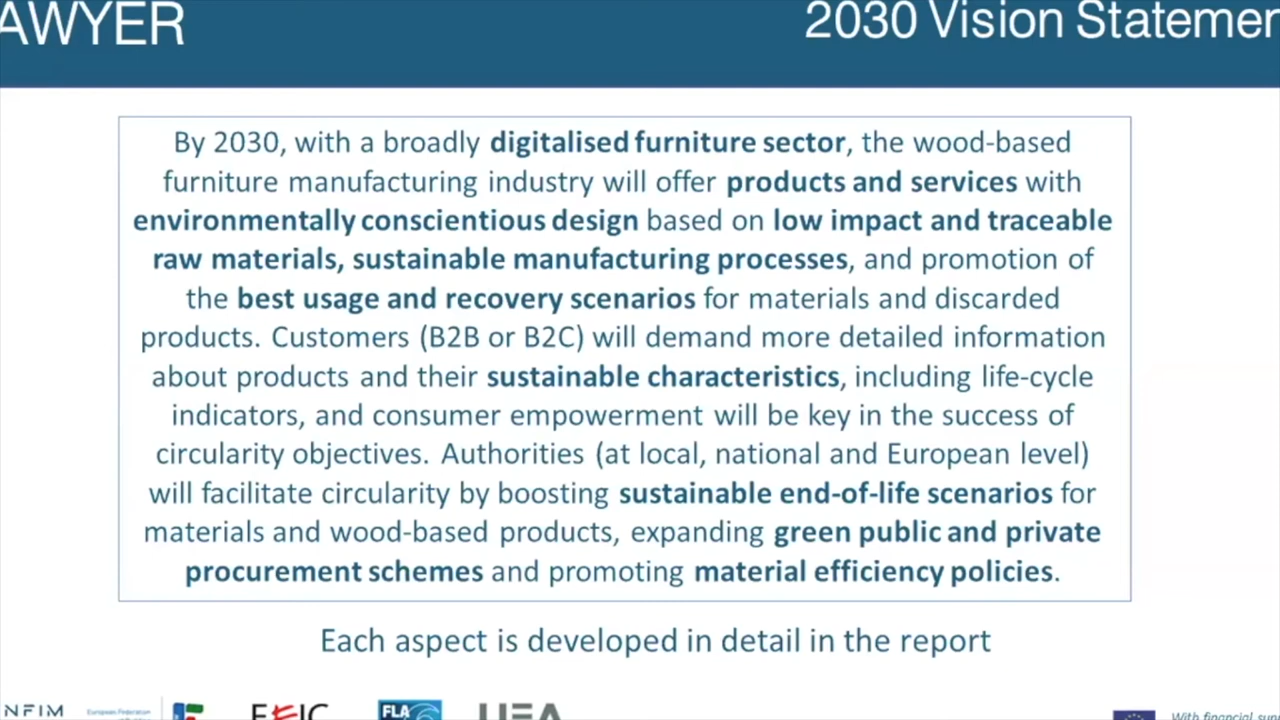 AWYER
2030 Vision Statemen
By 2030, with a broadly digitalised furniture sector, the wood-based
furniture manufacturing industry will offer products and services with
environmentally conscientious design based on low impact and traceable
raw materials, sustainable manufacturing processes, and promotion of
the best usage and recovery scenarios for materials and discarded
products. Customers (B2B or B2C) will demand more detailed information
about products and their sustainable characteristics, including life-cycle
indicators, and consumer empowerment will be key in the success of
circularity objectives. Authorities (at local, national and European level)
will facilitate circularity by boosting sustainable end-of-life scenarios for
materials and wood-based products, expanding green public and private
procurement schemes and promoting material efficiency policies.
Each aspect is developed in detail in the report
NFIM
European Federation
FLA
UEA
With financial sup